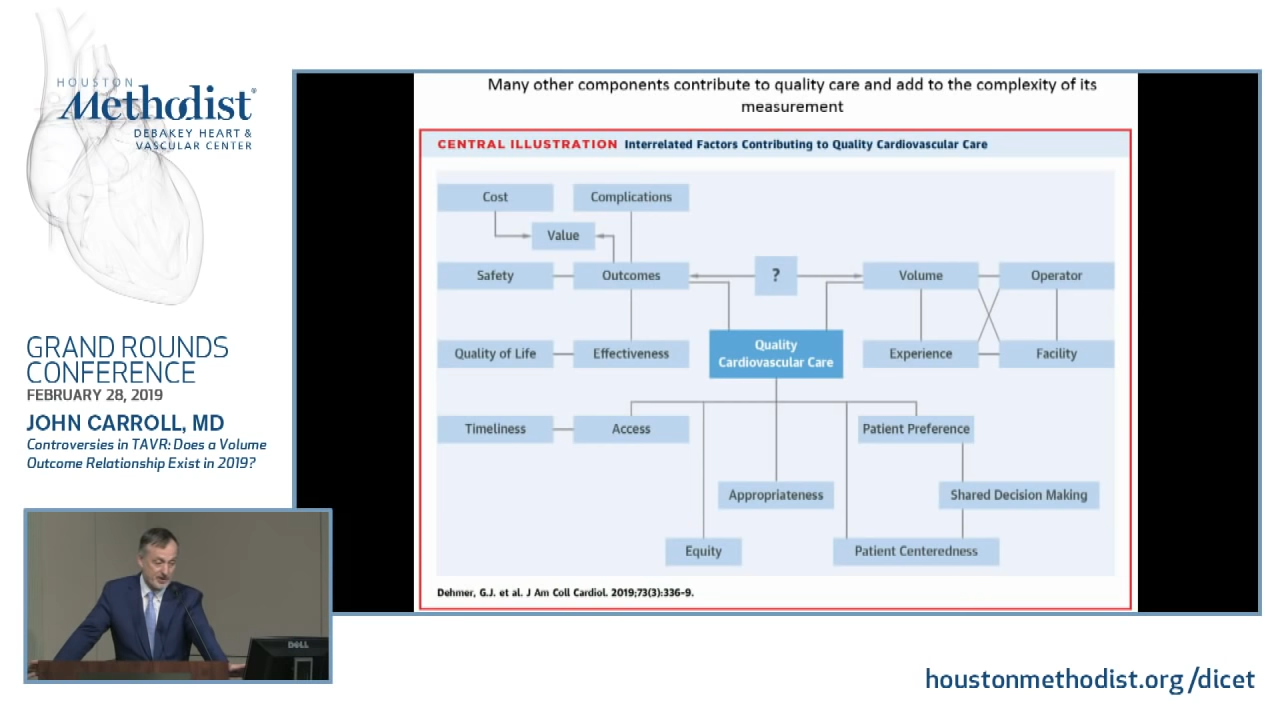 HOUSTON
Methodist®
DEBAKEY HEART &
VASCULAR CENTER
GRAND ROUNDS
CONFERENCE
FEBRUARY 28, 2019
JOHN CARROLL, MD
Controversies in TAVR: Does a Volume
Outcome Relationship Exist in 2019?
Many other components contribute to quality care and add to the complexity of its
measurement
CENTRAL ILLUSTRATION Interrelated Factors Contributing to Quality Cardiovascular Care
Cost
Complications
Value
Safety
Outcomes
?
Volume
Operator
Quality of Life
Effectiveness
Quality
Cardiovascular Care
Experience
Facility
Timeliness
Access
Patient Preference
Appropriateness
Shared Decision Making
Equity
Patient Centeredness
Dehmer, G.J. et al. J Am Coll Cardiol. 2019;73(3):336-9.
DELL
houstonmethodist.org/dicet